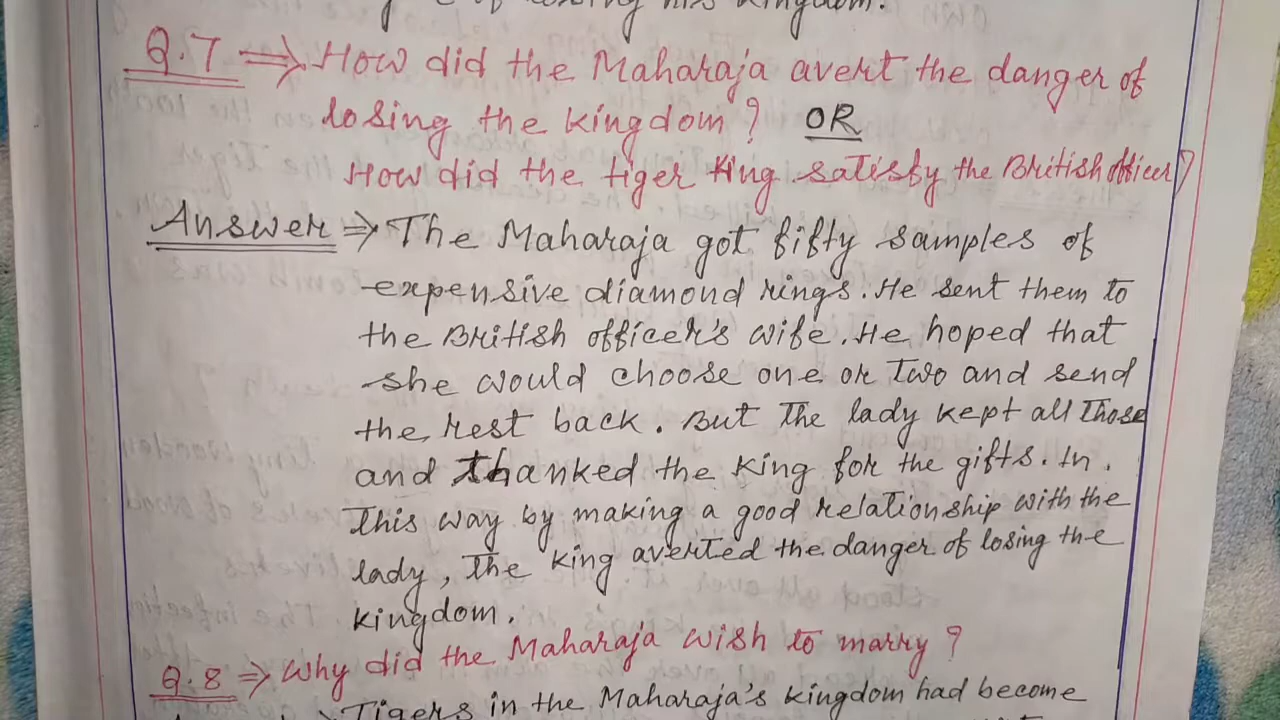 of losing his kingdom.
Q.7 ⇒ How did the Maharaja avert the danger of
losing the kingdom? OR
How did the tiger king satisfy the British officer?
Answer ⇒ The Maharaja got fifty samples of
expensive diamond rings. He sent them to
the British officer's wife. He hoped that
she would choose one or two and send
the rest back. But the lady kept all those
and thanked the king for the gifts. In
this way by making a good relationship with the
lady, the king averted the danger of losing the
kingdom.
Q.8 ⇒ Why did the Maharaja wish to marry?
Tigers in the Maharaja's kingdom had become